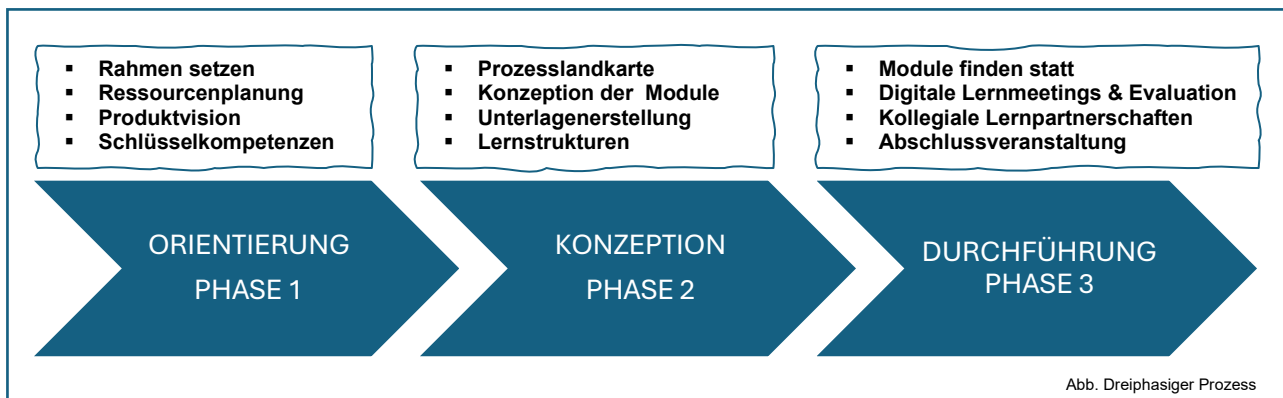 ▪ Rahmen setzen
▪ Ressourcenplanung
▪ Produktvision
▪ Schlüsselkompetenzen
▪ Prozesslandkarte
▪ Konzeption der Module
▪ Unterlagenerstellung
▪ Lernstrukturen
▪ Module finden statt
▪ Digitale Lernmeetings & Evaluation
▪ Kollegiale Lernpartnerschaften
▪ Abschlussveranstaltung
ORIENTIERUNG
PHASE 1
KONZEPTION
PHASE 2
DURCHFÜHRUNG
PHASE 3
Abb. Dreiphasiger Prozess